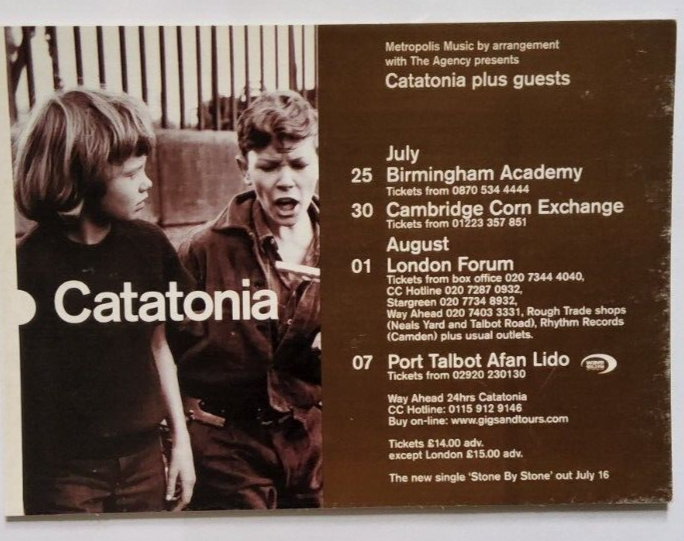 Catatonia
Metropolis Music by arrangement
with The Agency presents
Catatonia plus guests
July
25 Birmingham Academy
Tickets from 0870 534 4444
30 Cambridge Corn Exchange
Tickets from 01223 357 851
August
01 London Forum
Tickets from box office 020 7344 4040,
CC Hotline 020 7287 0932,
Stargreen 020 7734 8932,
Way Ahead 020 7403 3331, Rough Trade shops
(Neals Yard and Talbot Road), Rhythm Records
(Camden) plus usual outlets.
07 Port Talbot Afan Lido
Tickets from 02920 230130
Way Ahead 24hrs Catatonia
CC Hotline: 0115 912 9146
Buy on-line: www.gigsandtours.com
Tickets £14.00 adv.
except London £15.00 adv.
The new single 'Stone By Stone' out July 16